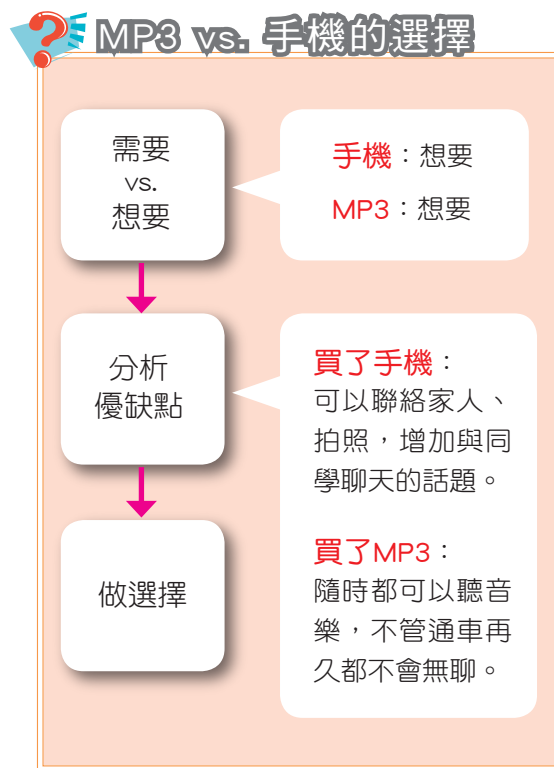 MP3 vs. 手機的選擇
需要
vs.
想要
手機：想要
MP3：想要
分析
優缺點
買了手機：
可以聯絡家人、
拍照，增加與同
學聊天的話題。
買了MP3：
隨時都可以聽音
樂，不管通車再
久都不會無聊。
做選擇